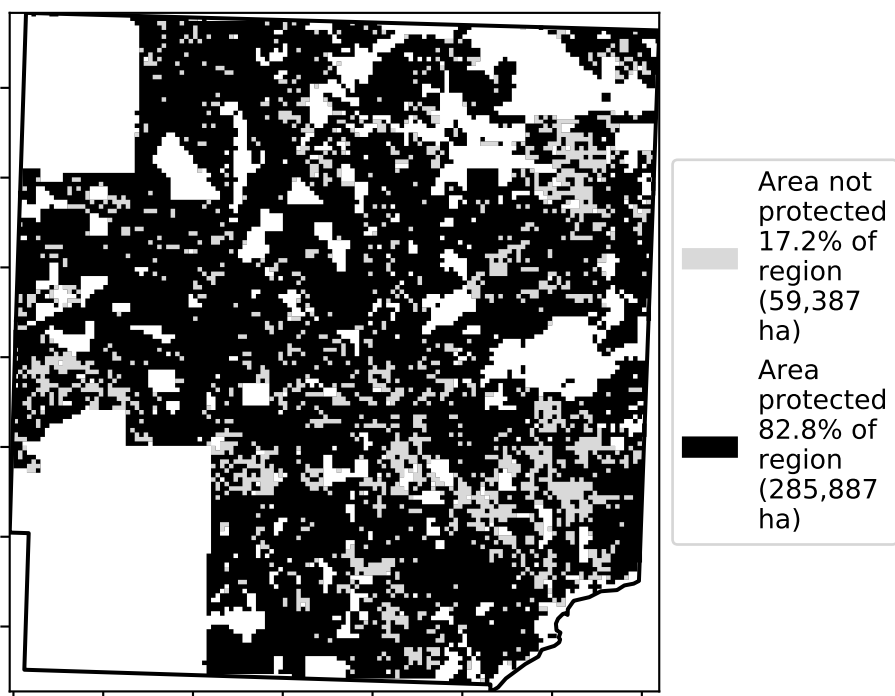 Area not
protected
17.2% of
region
(59,387
ha)
Area
protected
82.8% of
region
(285,887
ha)